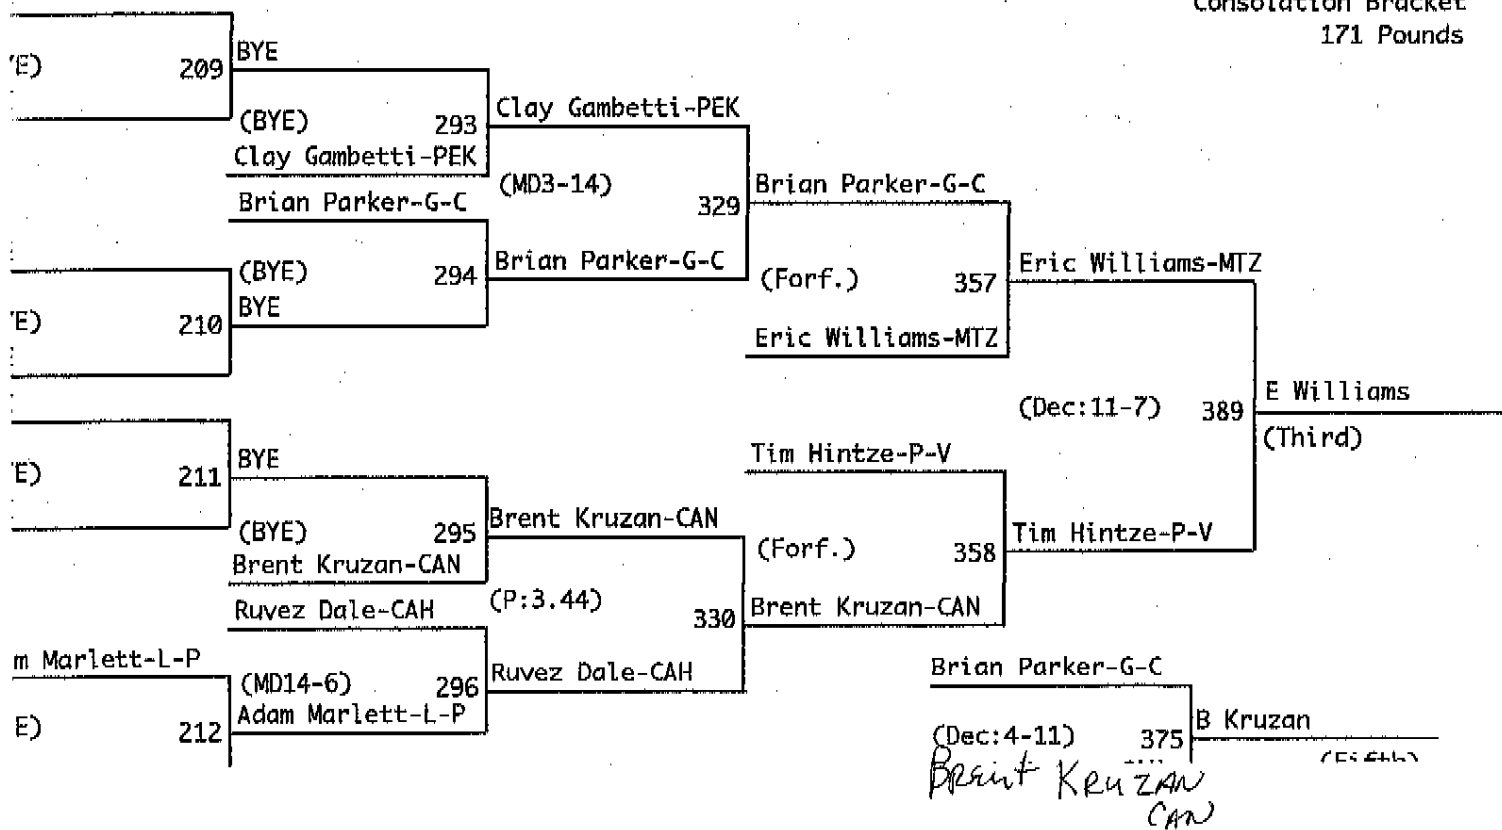 Consolation Bracket
171 Pounds
E)
209
BYE
(BYE)
293
Clay Gambetti-PEK
Clay Gambetti-PEK
(MD3-14)
329
Brian Parker-G-C
Brian Parker-G-C
(BYE)
294
Brian Parker-G-C
BYE
E)
210
(Forf.)
357
Eric Williams-MTZ
Eric Williams-MTZ
(Dec:11-7)
389
E Williams
(Third)
E)
211
BYE
(BYE)
295
Brent Kruzan-CAN
Brent Kruzan-CAN
(P:3.44)
330
Tim Hintze-P-V
(Forf.)
358
Tim Hintze-P-V
Brent Kruzan-CAN
Ruvez Dale-CAH
m Marlett-L-P
(MD14-6)
296
Ruvez Dale-CAH
Adam Marlett-L-P
E)
212
Brian Parker-G-C
(Dec:4-11)
375
B Kruzan
(Fifth)
Brent KRUZAN
CAN